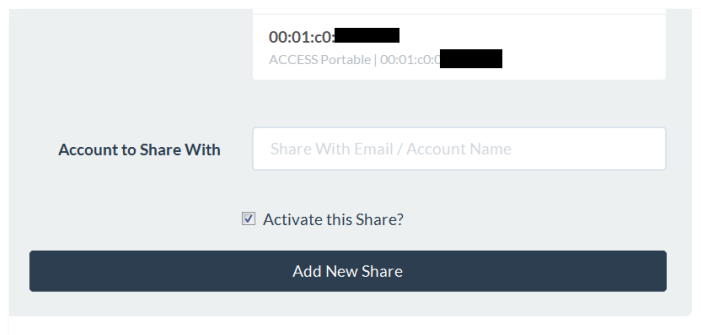 00:01:c0:
ACCESS Portable | 00:01:c0:0
Account to Share With
Share With Email / Account Name
Activate this Share?
Add New Share